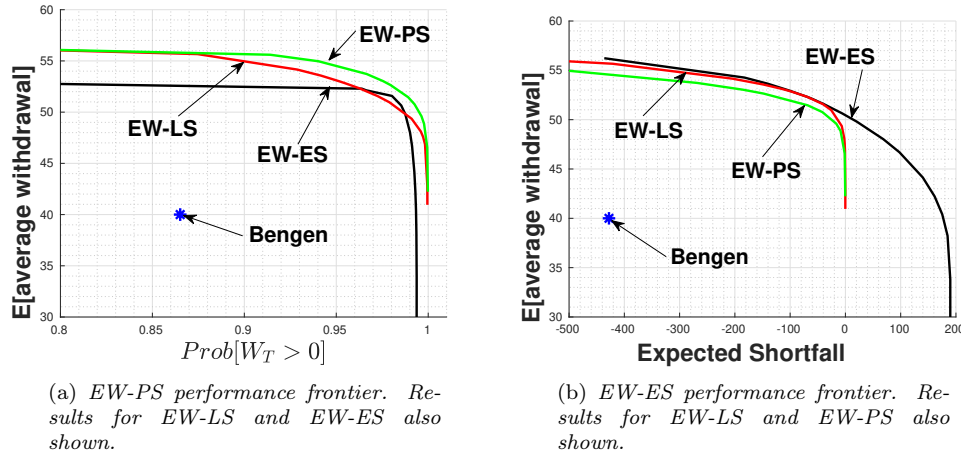 E[average withdrawal]
60
55
50
45
40
35
30
0.8
0.85
0.9
0.95
1
EW-PS
EW-LS
EW-ES
Bengen
Prob[W_T > 0]
(a) EW-PS performance frontier. Re-
sults for EW-LS and EW-ES also
shown.
E[average withdrawal]
60
55
50
45
40
35
30
-500
-400
-300
-200
-100
0
100
200
EW-ES
EW-LS
EW-PS
Bengen
Expected Shortfall
(b) EW-ES performance frontier. Re-
sults for EW-LS and EW-PS also
shown.